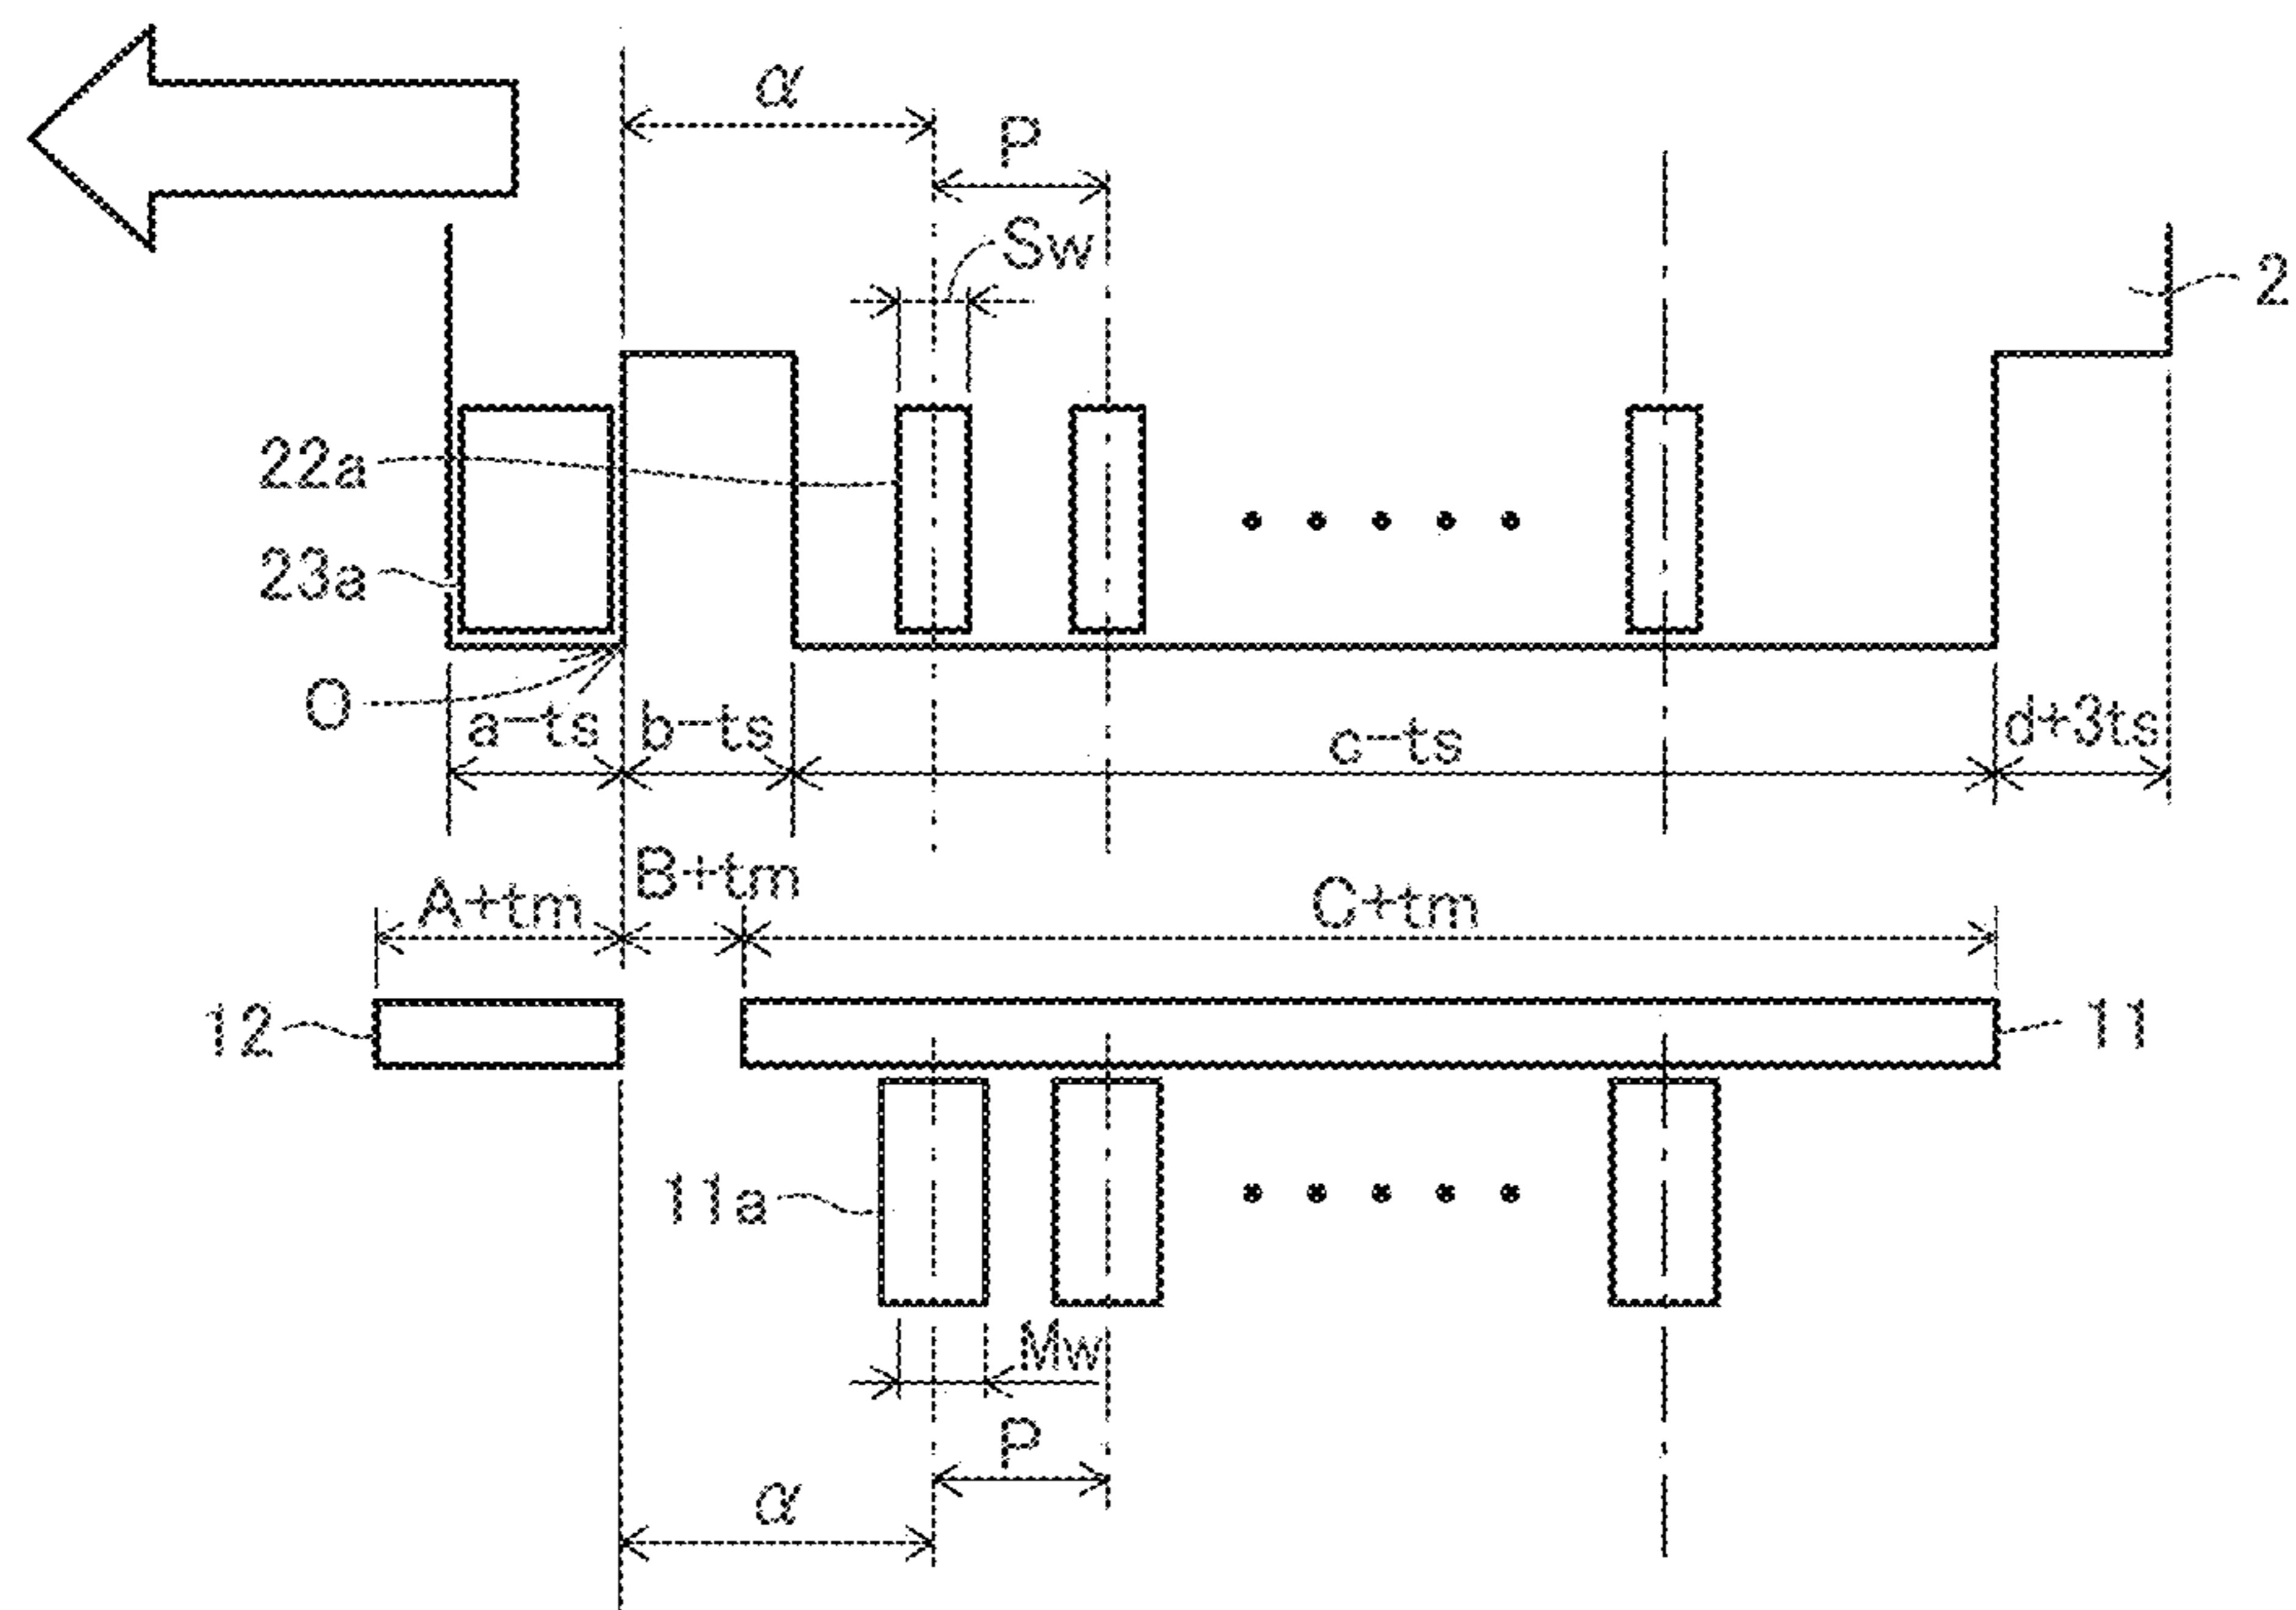 α
P
Sw
2
22a
23a
O
a-ts
b-ts
c-ts
d+3ts
A+tm
B+tm
C+tm
12
11
11a
Mw
P
α